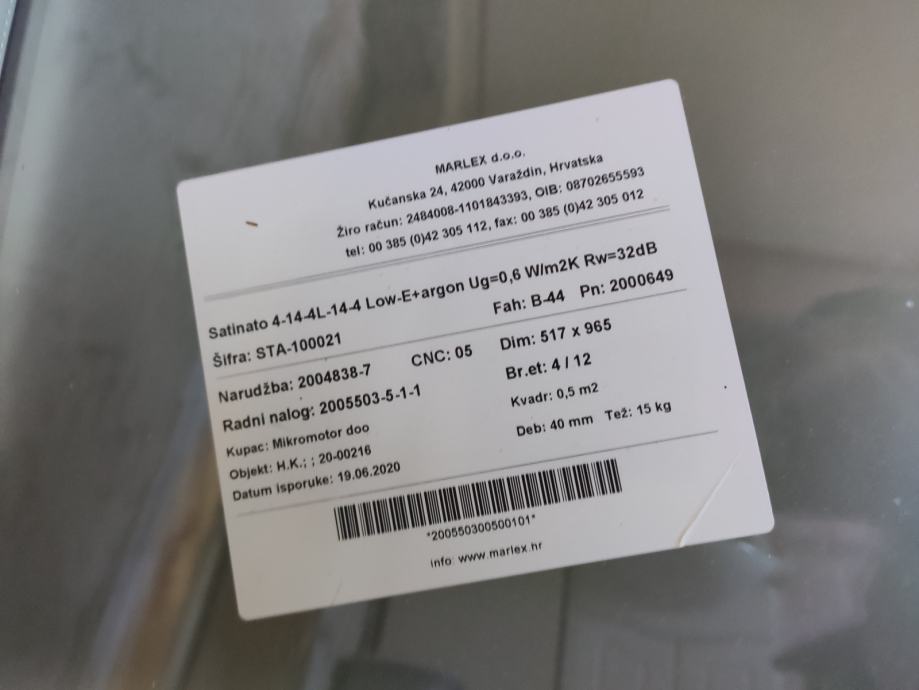 MARLEX d.o.o.
Kučanska 24, 42000 Varaždin, Hrvatska
Žiro račun: 2484008-1101843393, OIB: 08702655593
tel: 00 385 (0)42 305 112, fax: 00 385 (0)42 305 012
Satinato 4-14-4L-14-4 Low-E+argon Ug=0,6 W/m2K Rw=32dB
Šifra: STA-100021 Fah: B-44 Pn: 2000649
Narudžba: 2004838-7 CNC: 05 Dim: 517 x 965
Radni nalog: 2005503-5-1-1 Br.et: 4 / 12
Kupac: Mikromotor doo Kvadr: 0,5 m2
Objekt: H.K.; ; 20-00216 Deb: 40 mm Tež: 15 kg
Datum isporuke: 19.06.2020
*200550300500101*
info: www.marlex.hr